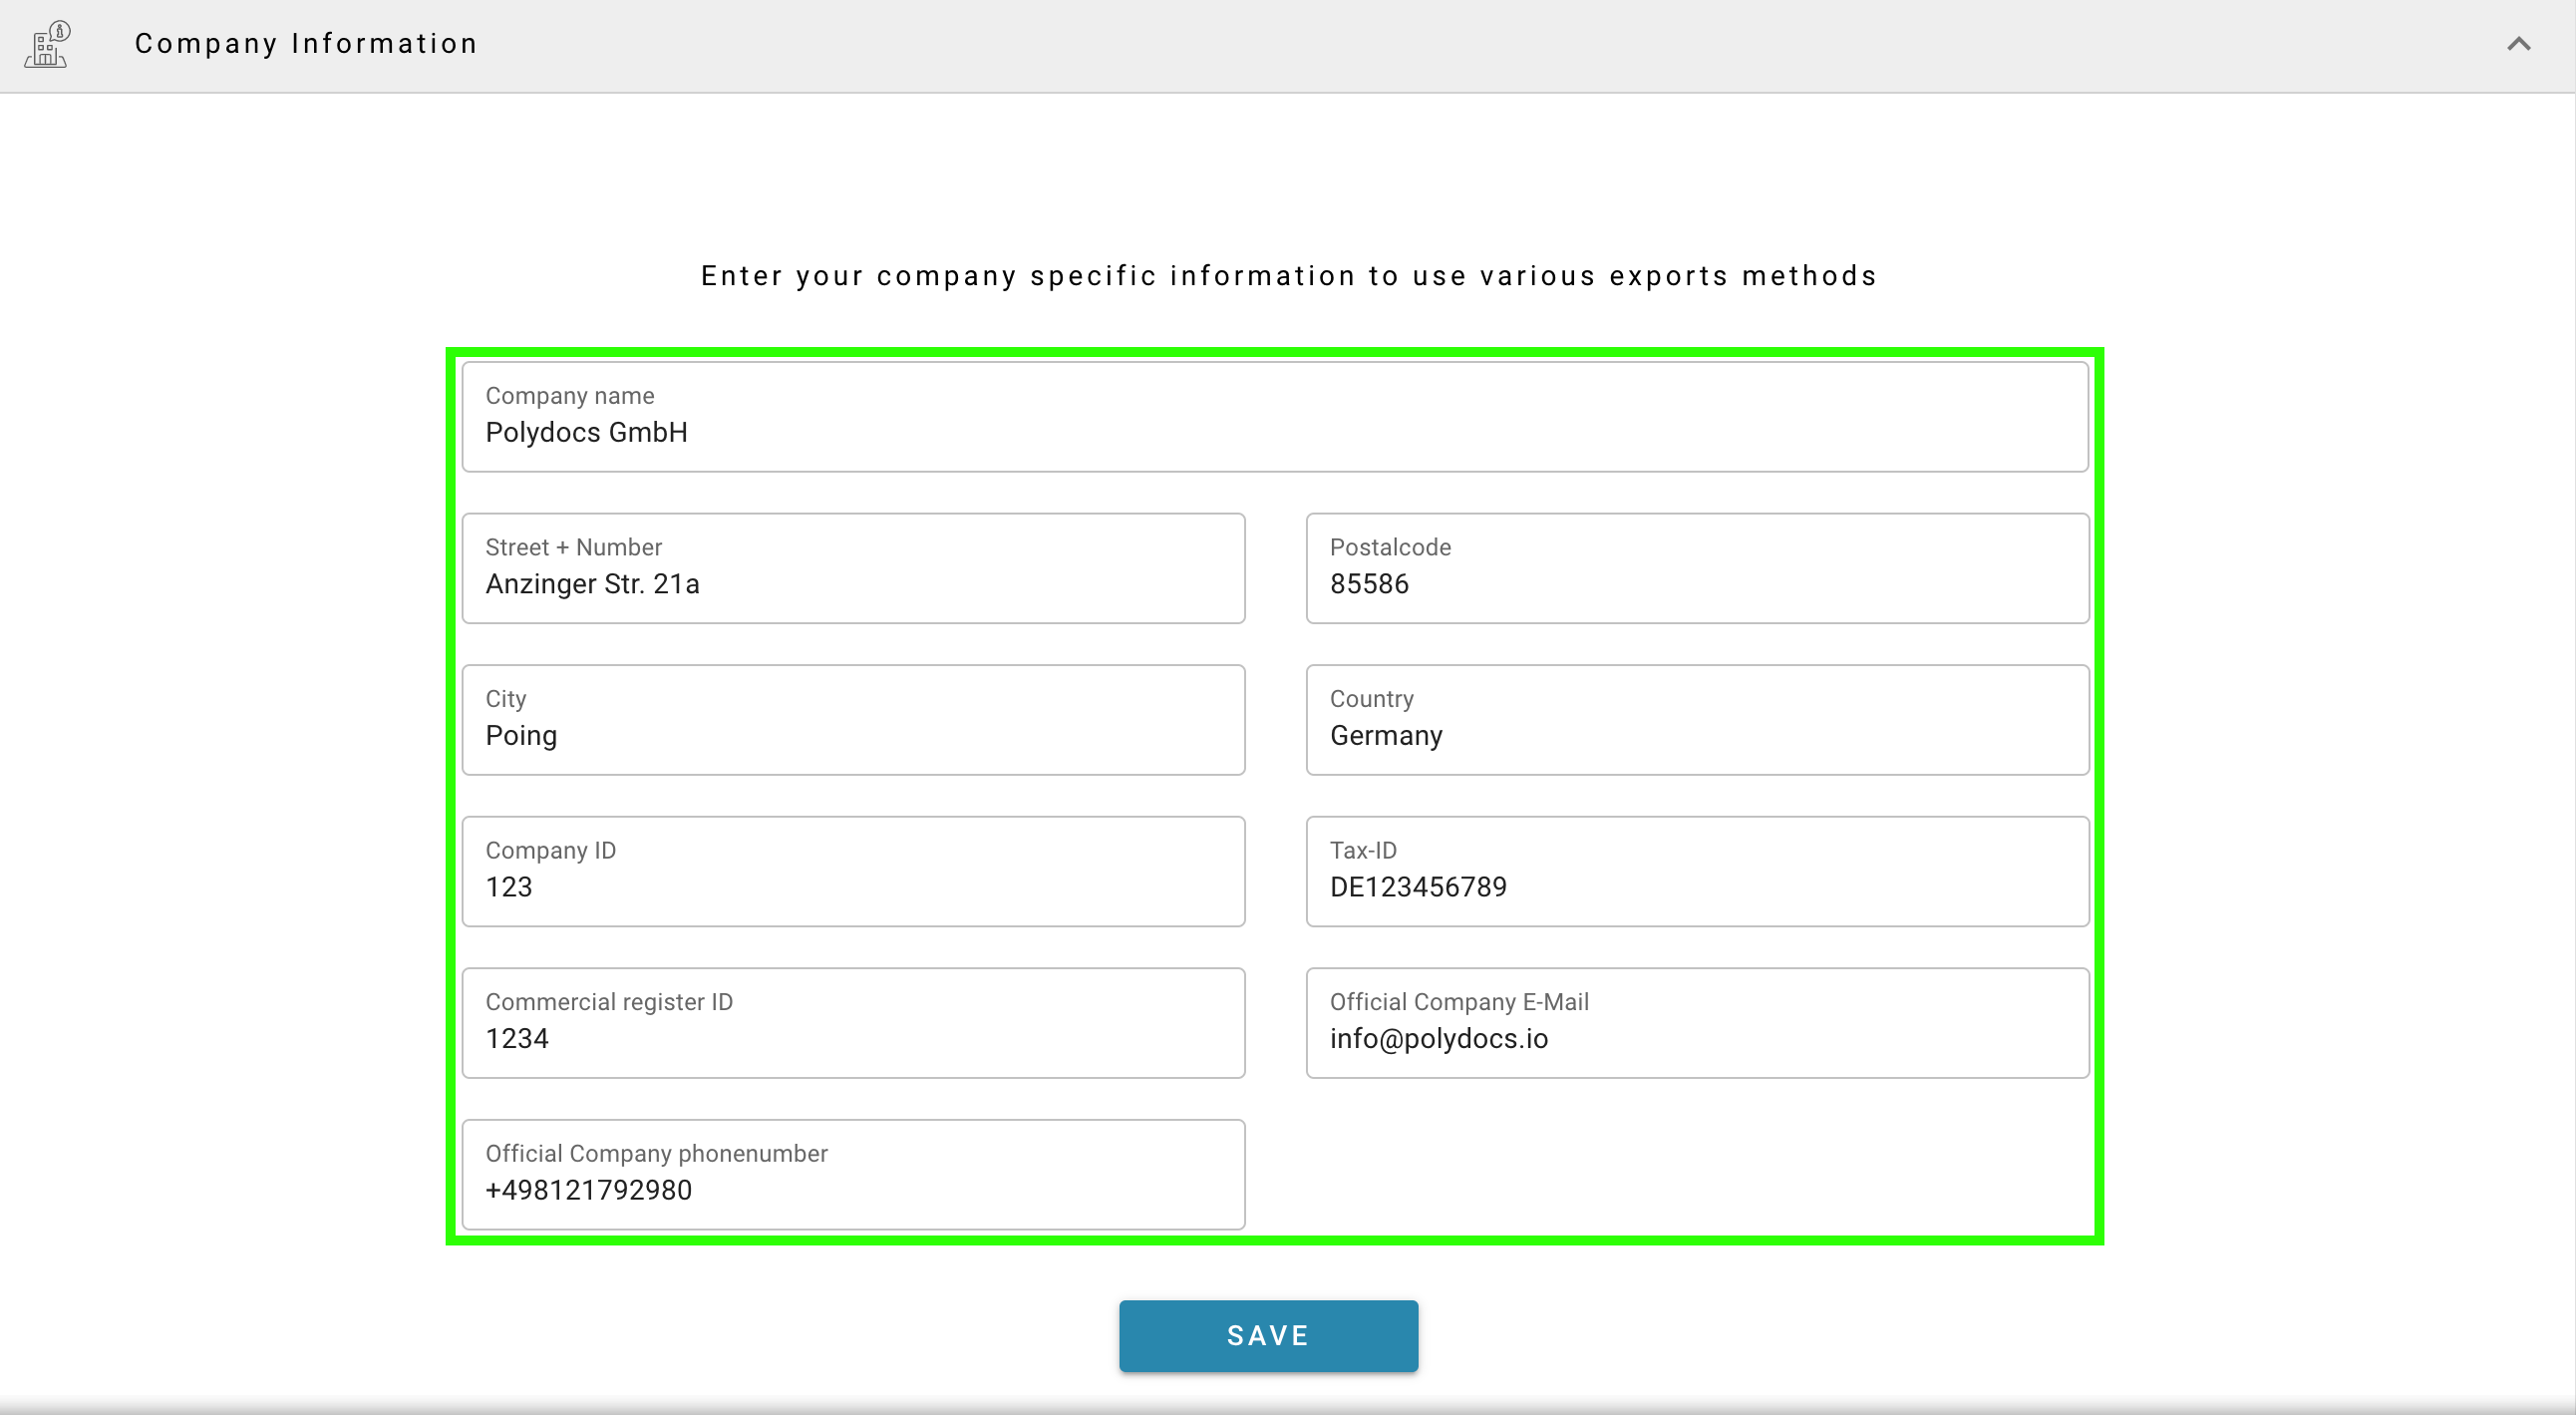 Company Information
Enter your company specific information to use various exports methods
Company name
Polydocs GmbH
Street + Number
Anzinger Str. 21a
Postalcode
85586
City
Poing
Country
Germany
Company ID
123
Tax-ID
DE123456789
Commercial register ID
1234
Official Company E-Mail
info@polydocs.io
Official Company phonenumber
+498121792980
SAVE